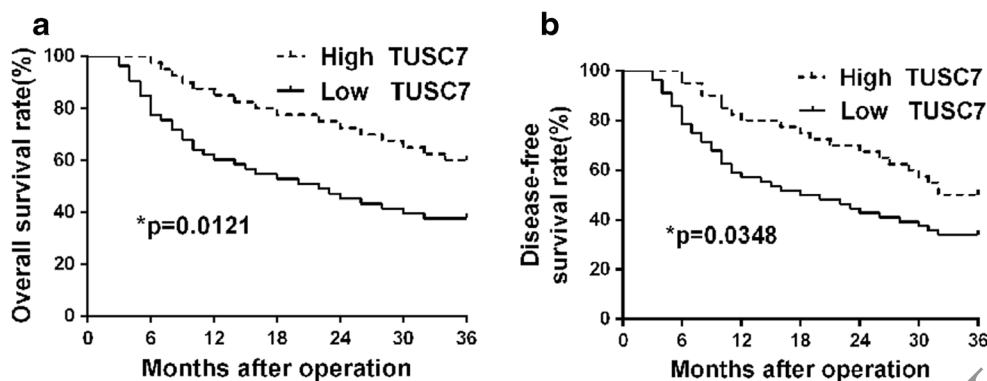 a
High TUSC7
Low TUSC7
Overall survival rate(%)
100
80
60
40
20
0
*p=0.0121
0 6 12 18 24 30 36
Months after operation
b
High TUSC7
Low TUSC7
Disease-free
survival rate(%)
100
80
60
40
20
0
*p=0.0348
0 6 12 18 24 30 36
Months after operation